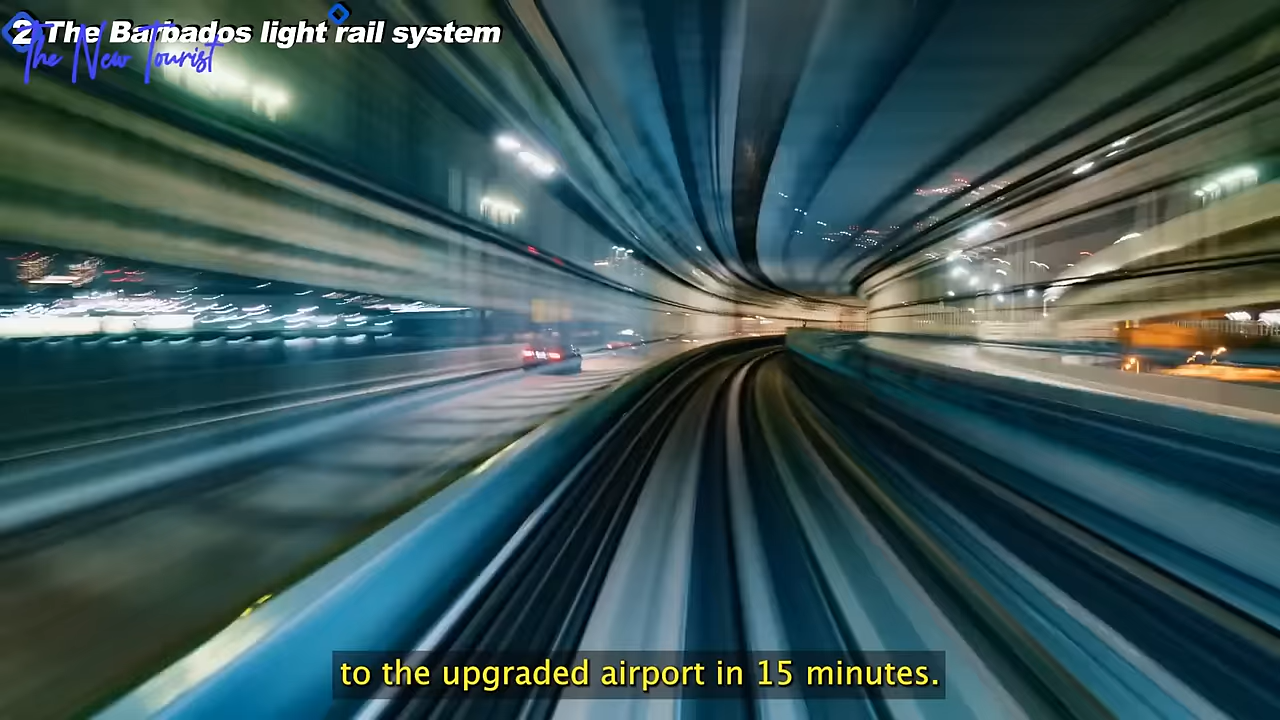 2 The Barbados light rail system
The New Tourist
to the upgraded airport in 15 minutes.